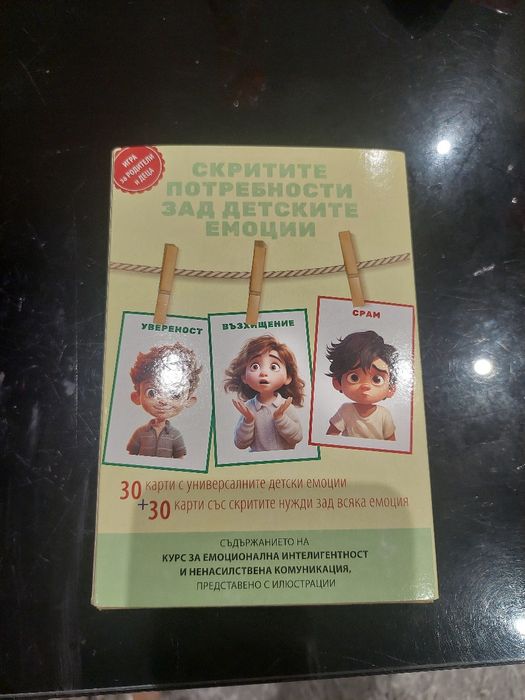 ИГРА
за РОДИТЕЛИ
и ДЕЦА
СКРИТИТЕ
ПОТРЕБНОСТИ
ЗАД ДЕТСКИТЕ
ЕМОЦИИ
УВЕРЕНОСТ
ВЪЗХИЩЕНИЕ
СРАМ
30 карти с универсалните детски емоции
+30 карти със скритите нужди зад всяка емоция
СЪДЪРЖАНИЕТО НА
КУРС ЗА ЕМОЦИОНАЛНА ИНТЕЛИГЕНТНОСТ
И НЕНАСИЛСТВЕНА КОМУНИКАЦИЯ,
ПРЕДСТАВЕНО С ИЛЮСТРАЦИИ